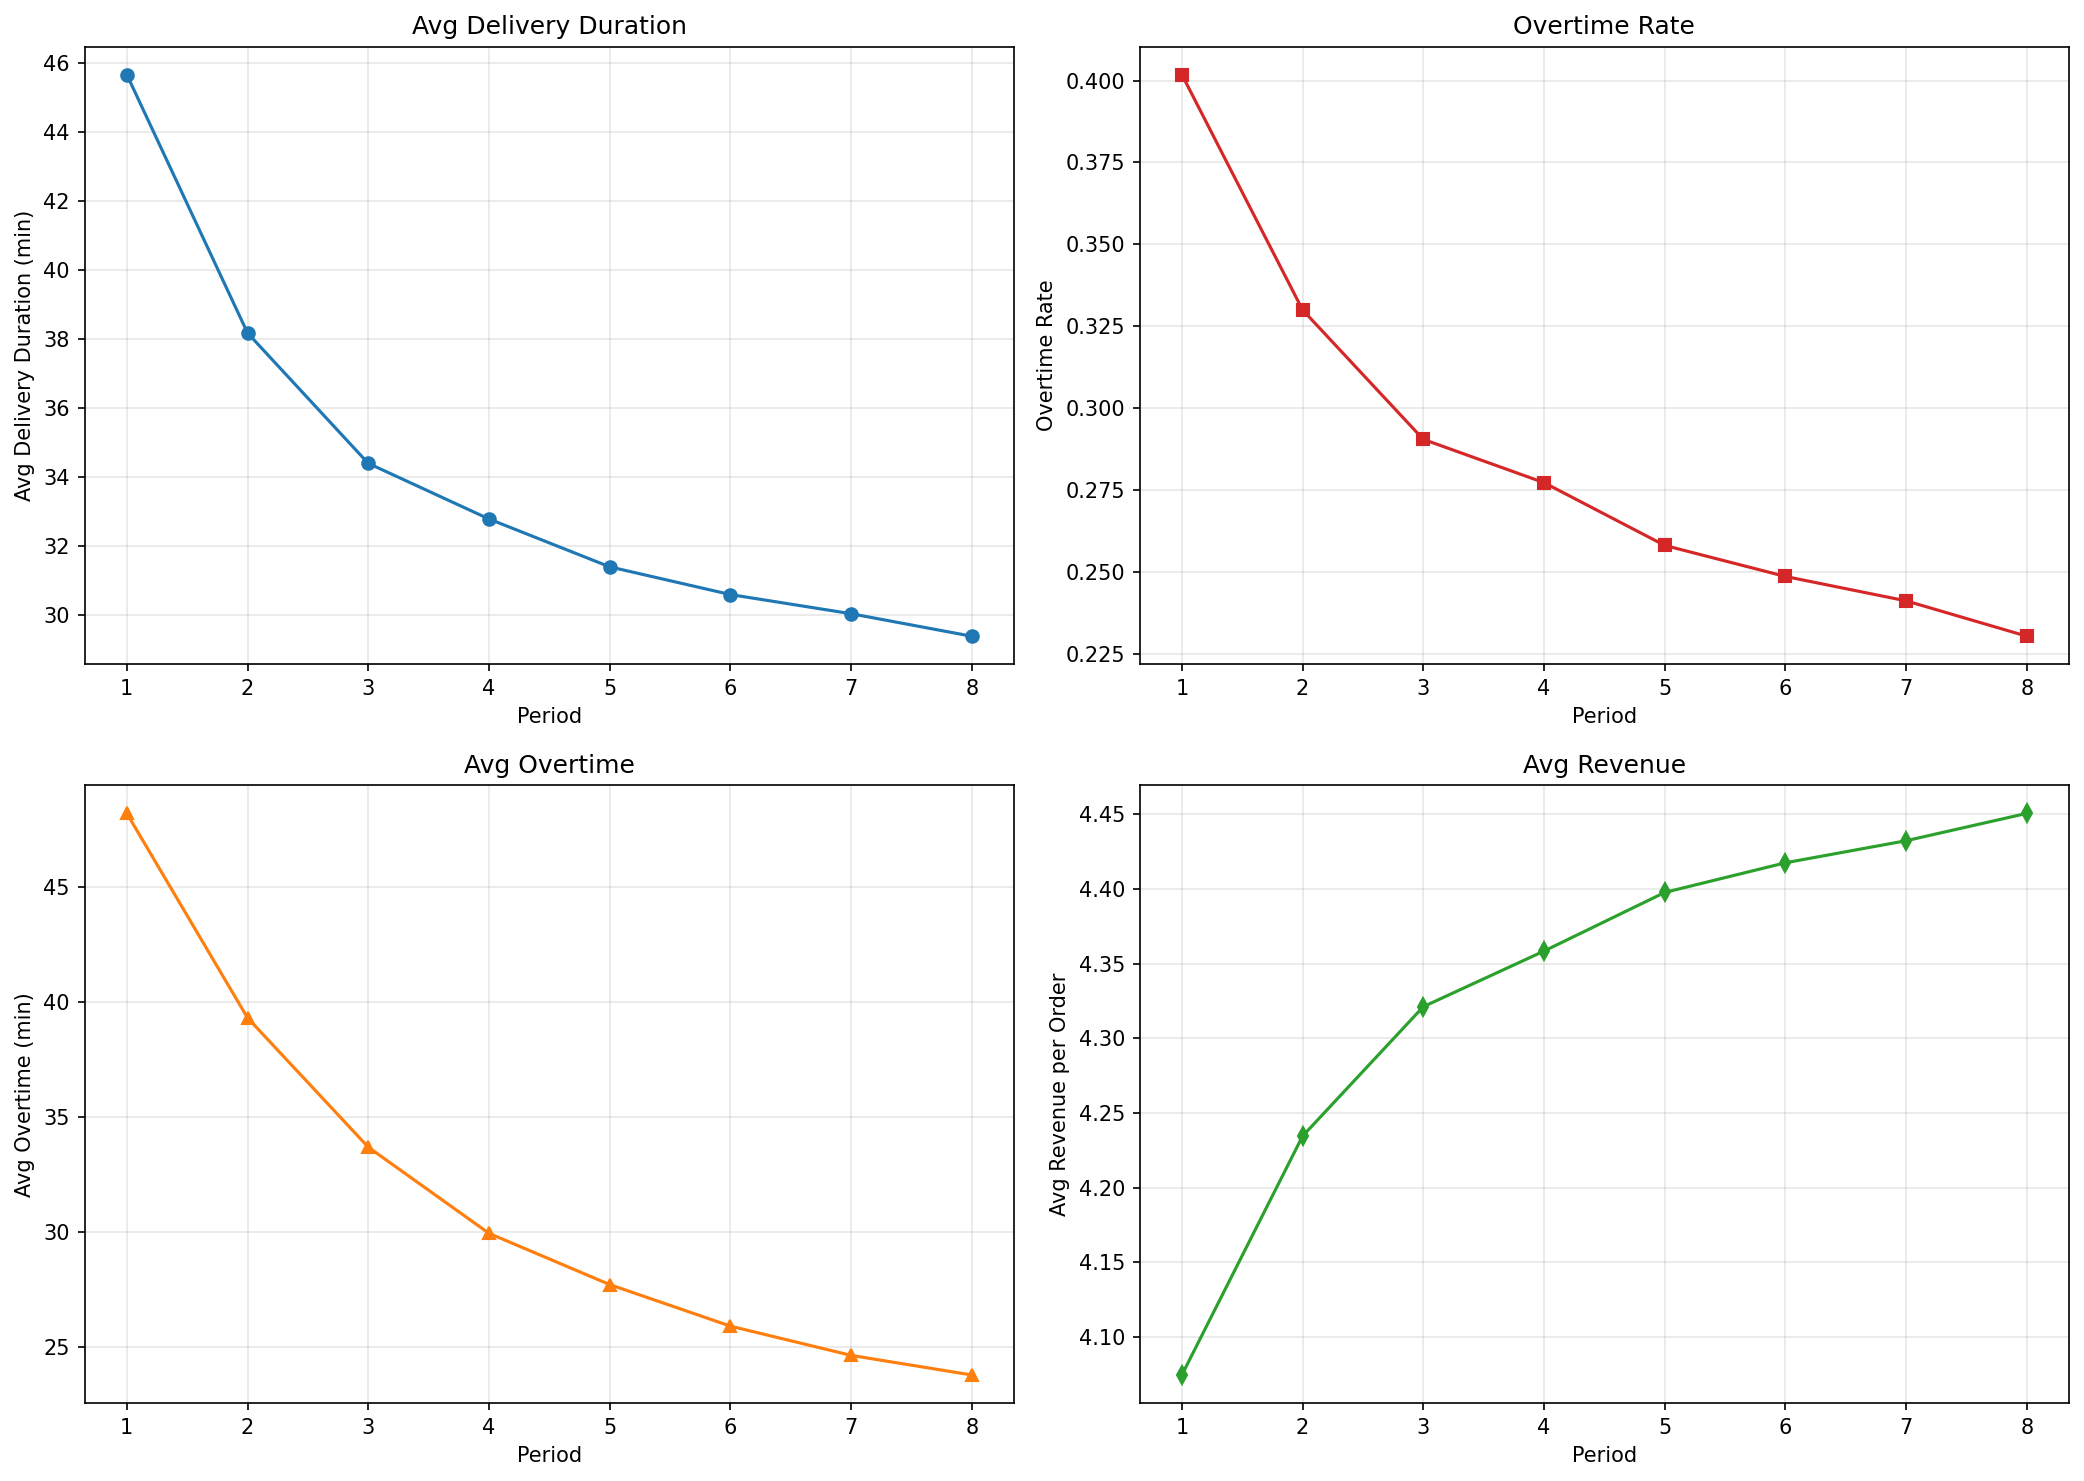 Avg Delivery Duration
Avg Delivery Duration (min)
46
44
42
40
38
36
34
32
30
1 2 3 4 5 6 7 8
Period
Overtime Rate
Overtime Rate
0.400
0.375
0.350
0.325
0.300
0.275
0.250
0.225
1 2 3 4 5 6 7 8
Period
Avg Overtime
Avg Overtime (min)
45
40
35
30
25
1 2 3 4 5 6 7 8
Period
Avg Revenue
Avg Revenue per Order
4.45
4.40
4.35
4.30
4.25
4.20
4.15
4.10
1 2 3 4 5 6 7 8
Period